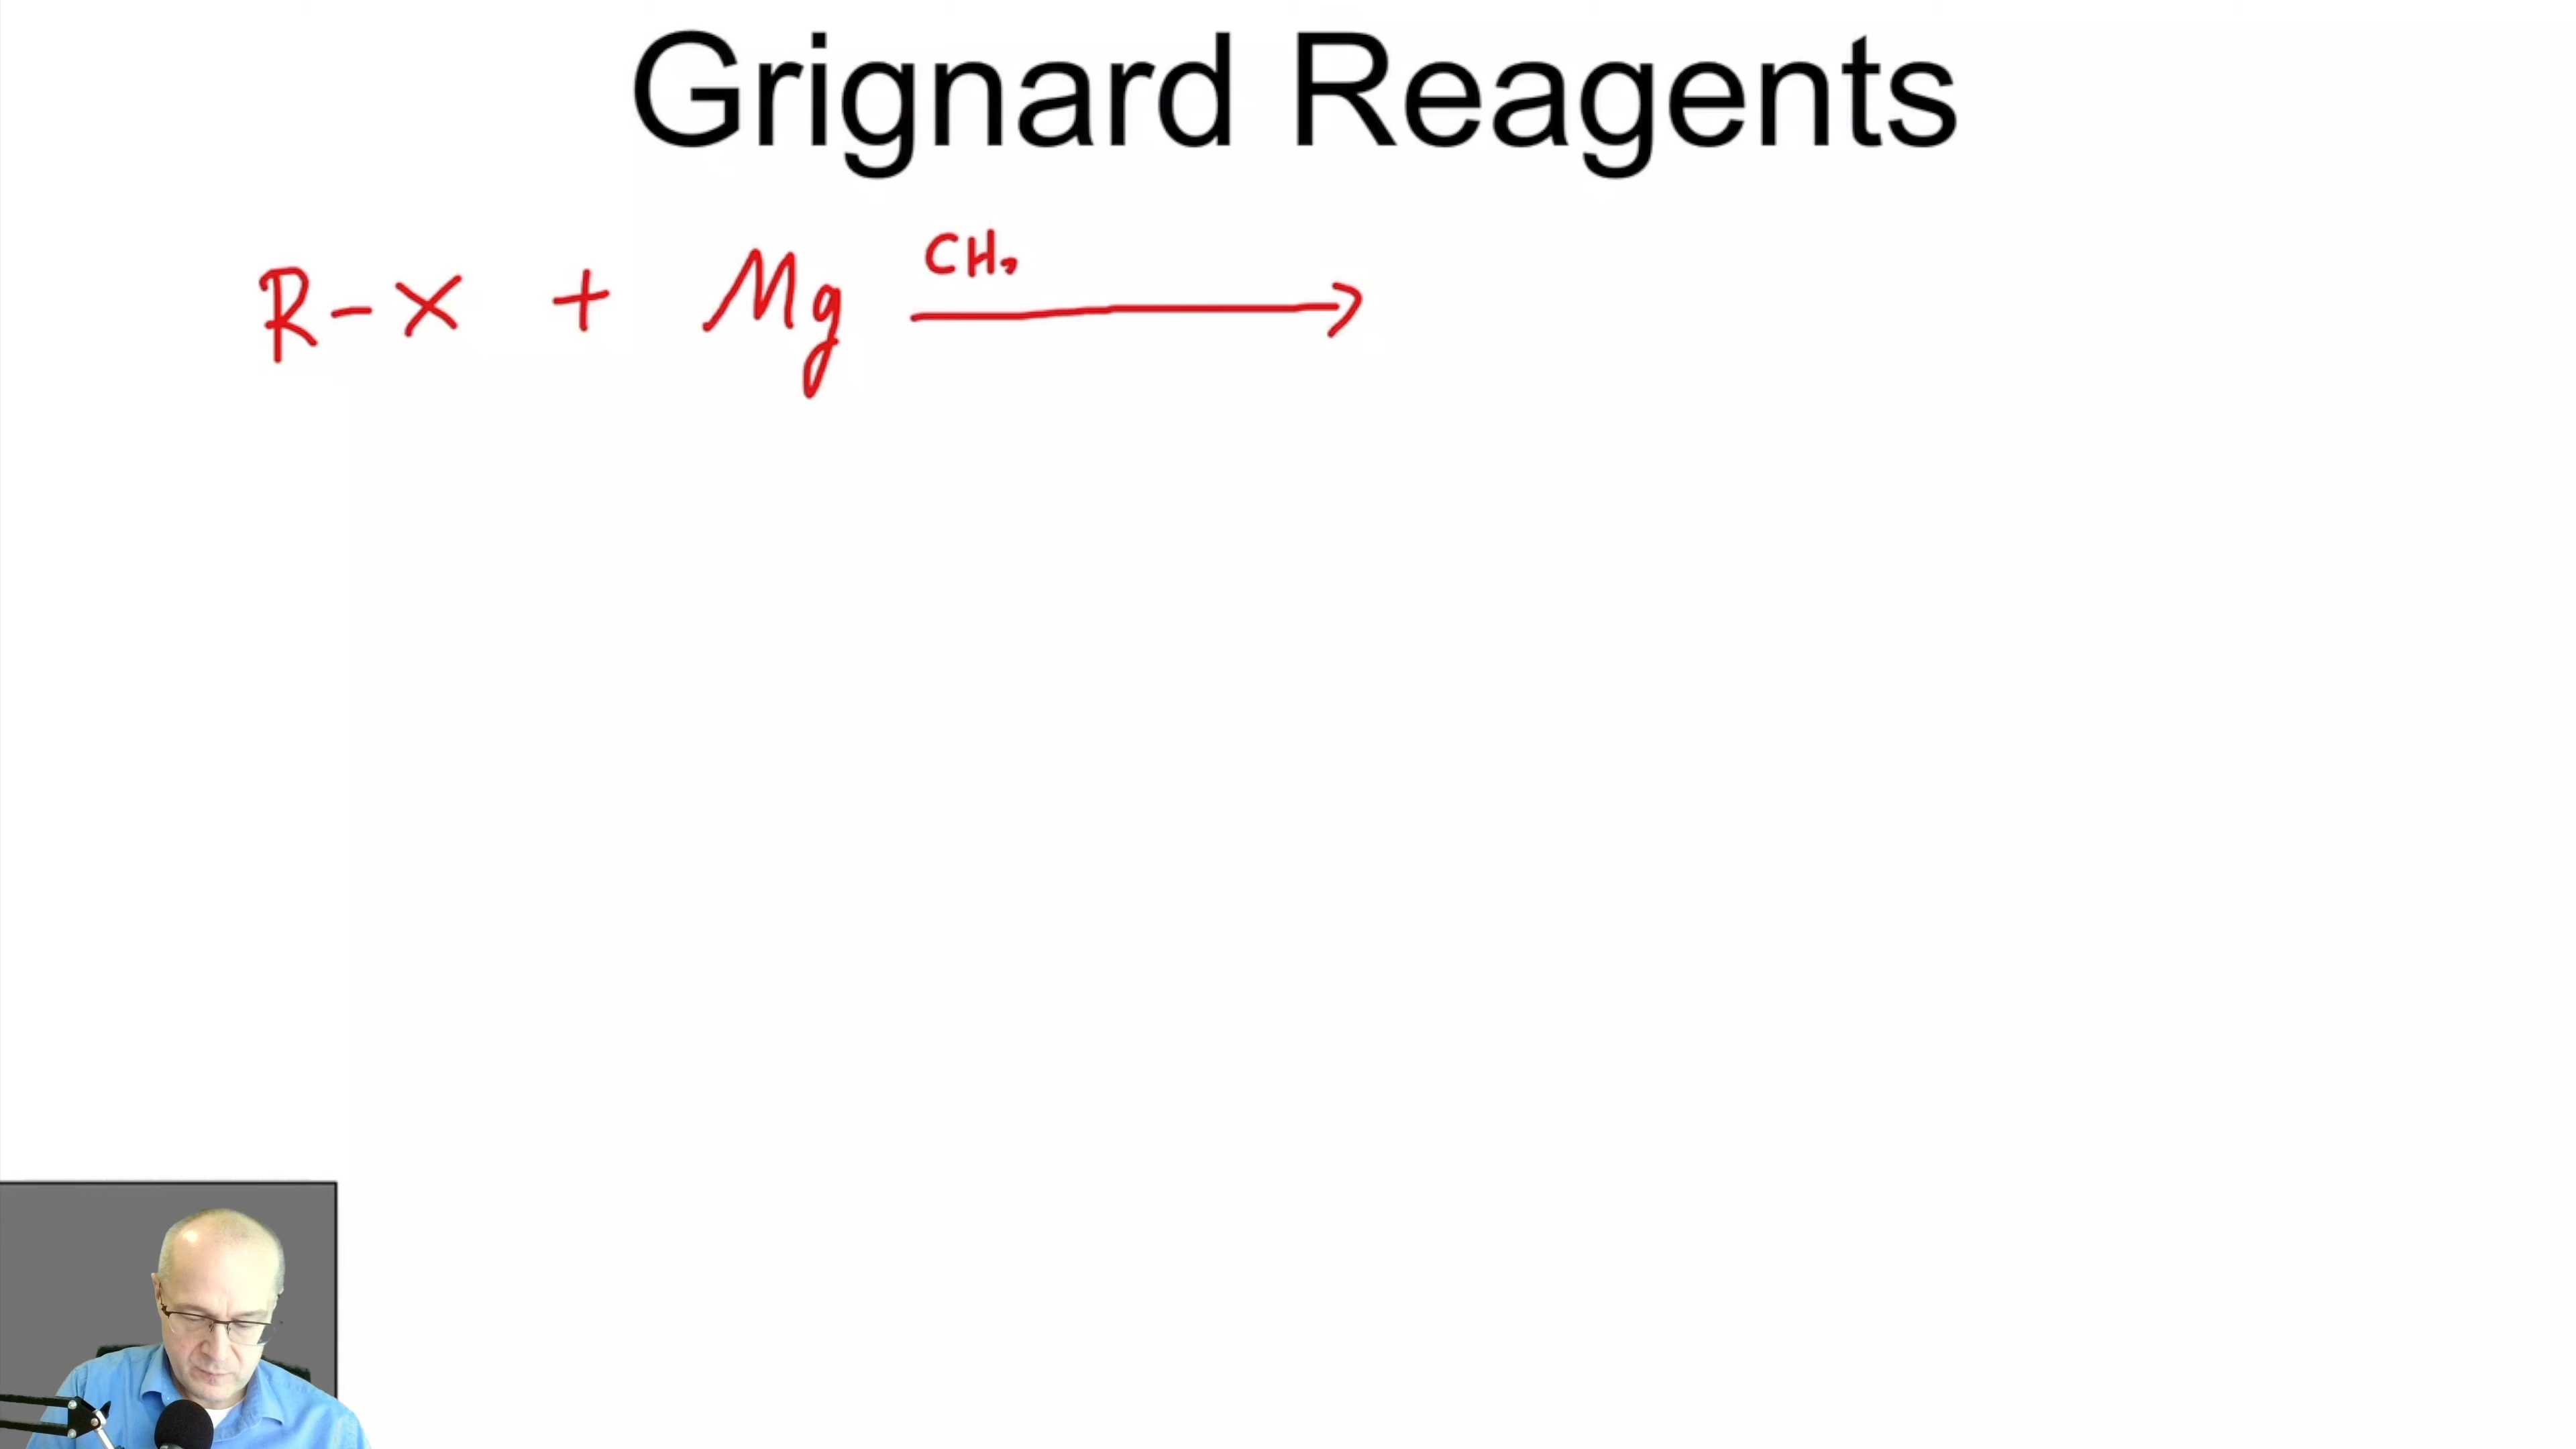 Grignard Reagents
CH₃
R-X + Mg →